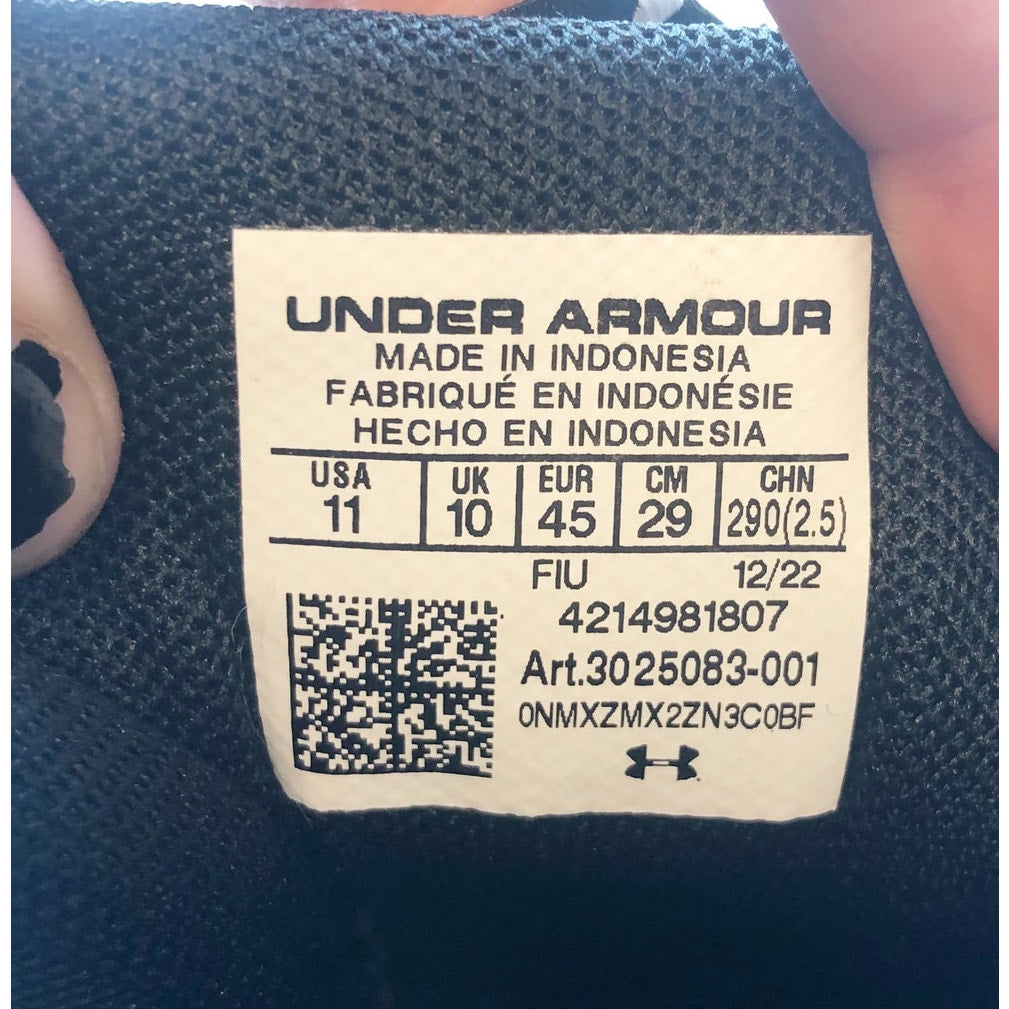 UNDER ARMOUR
MADE IN INDONESIA
FABRIQUÉ EN INDONÉSIE
HECHO EN INDONESIA
USA UK EUR CM CHN
11 10 45 29 290(2.5)
FIU 12/22
4214981807
Art.3025083-001
0NMXZMX2ZN3C0BF